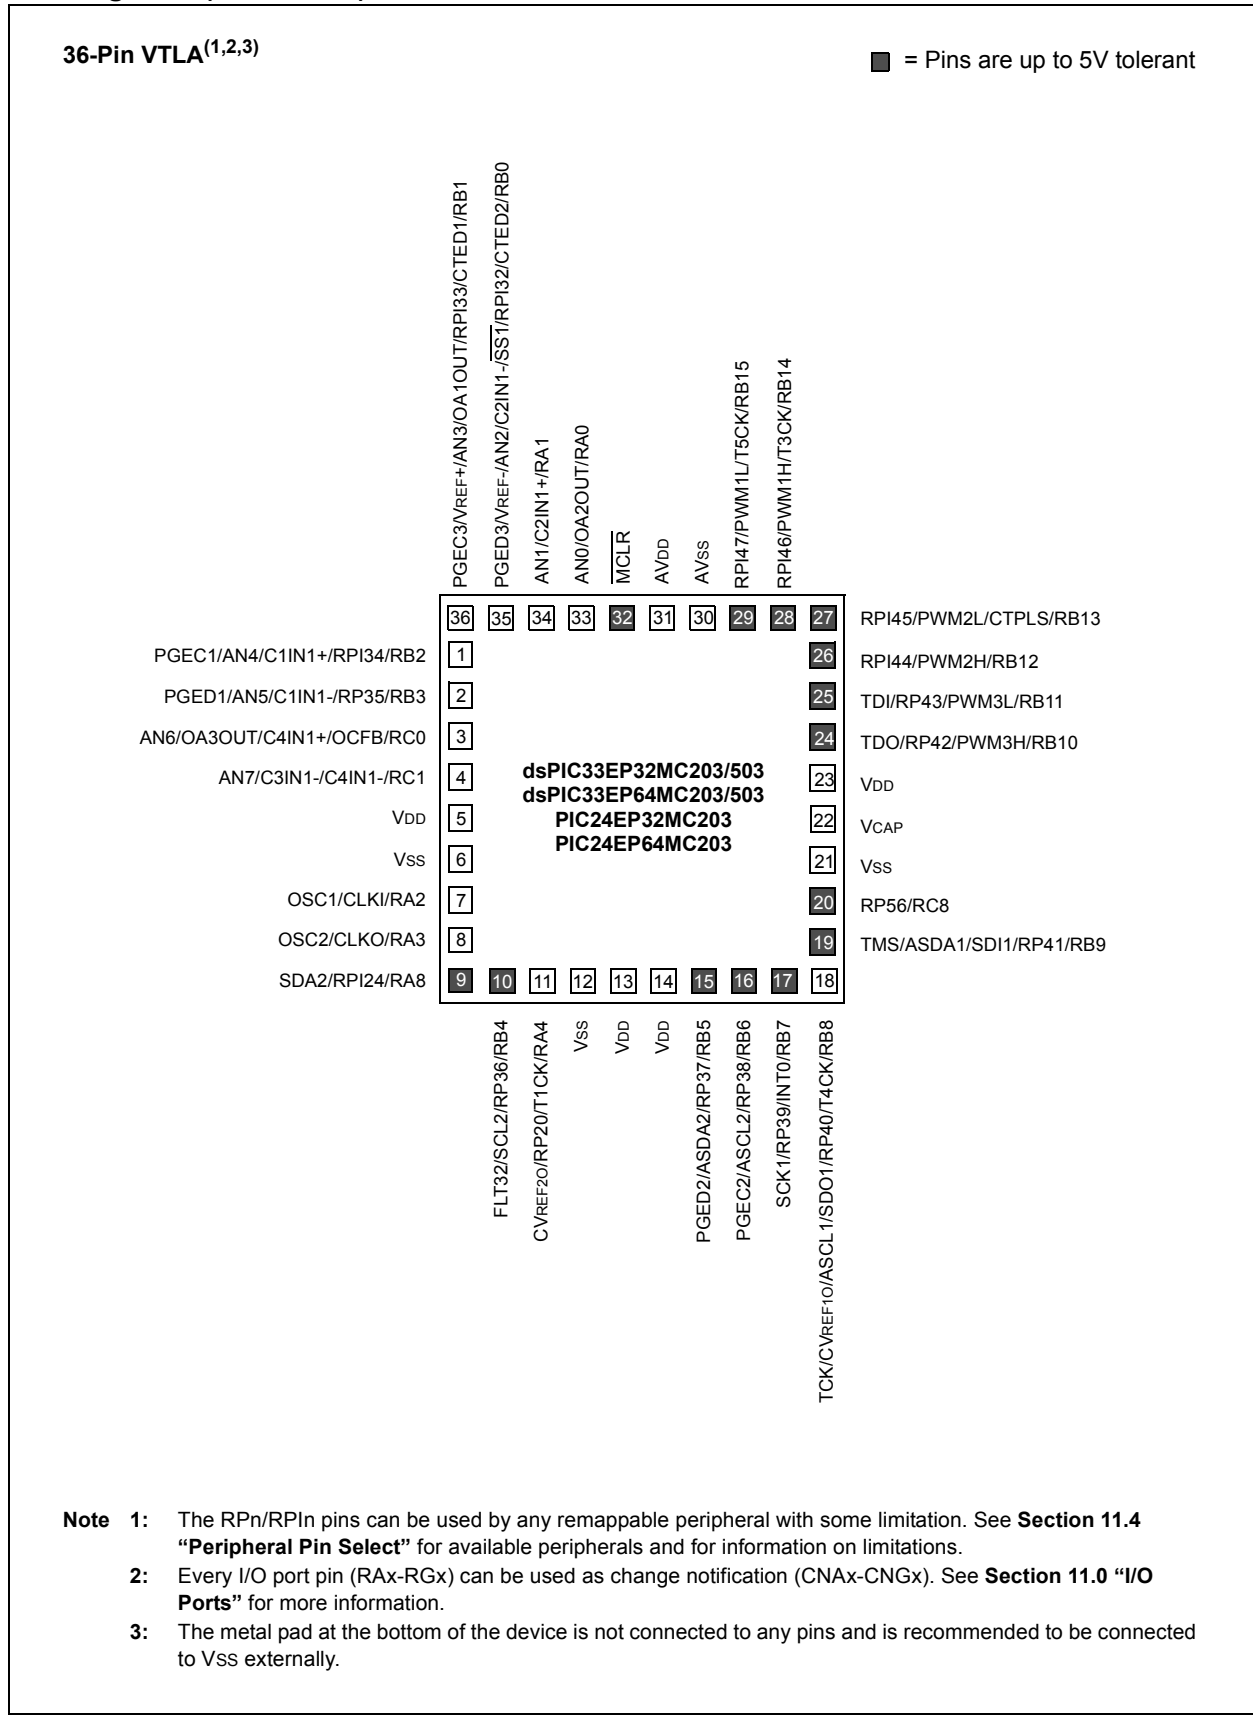 36-Pin VTLA(1,2,3)
= Pins are up to 5V tolerant
PGEC3/VREF+/AN3/OA1OUT/RPI33/CTED1/RB1
PGED3/VREF-/AN2/C2IN1-/SS1/RPI32/CTED2/RB0
AN1/C2IN1+/RA1
AN0/OA2OUT/RA0
MCLR
AVDD
AVSS
RPI47/PWM1L/T5CK/RB15
RPI46/PWM1H/T3CK/RB14
36 35 34 33 32 31 30 29 28 27 RPI45/PWM2L/CTPLS/RB13
PGEC1/AN4/C1IN1+/RPI34/RB2 1 26 RPI44/PWM2H/RB12
PGED1/AN5/C1IN1-/RP35/RB3 2 25 TDI/RP43/PWM3L/RB11
AN6/OA3OUT/C4IN1+/OCFB/RC0 3 24 TDO/RP42/PWM3H/RB10
AN7/C3IN1-/C4IN1-/RC1 4 23 VDD
VDD 5 22 VCAP
VSS 6 21 VSS
OSC1/CLKI/RA2 7 20 RP56/RC8
OSC2/CLKO/RA3 8 19 TMS/ASDA1/SDI1/RP41/RB9
dsPIC33EP32MC203/503
dsPIC33EP64MC203/503
PIC24EP32MC203
PIC24EP64MC203
SDA2/RPI24/RA8 9 10 11 12 13 14 15 16 17 18
FLT32/SCL2/RP36/RB4
CVREF2O/RP20/T1CK/RA4
VSS
VDD
VDD
PGED2/ASDA2/RP37/RB5
PGEC2/ASCL2/RP38/RB6
SCK1/RP39/INT0/RB7
TCK/CVREF1O/ASCL1/SDO1/RP40/T4CK/RB8
Note 1: The RPn/RPIn pins can be used by any remappable peripheral with some limitation. See Section 11.4
“Peripheral Pin Select” for available peripherals and for information on limitations.
2: Every I/O port pin (RAx-RGx) can be used as change notification (CNAx-CNGx). See Section 11.0 “I/O
Ports” for more information.
3: The metal pad at the bottom of the device is not connected to any pins and is recommended to be connected
to VSS externally.